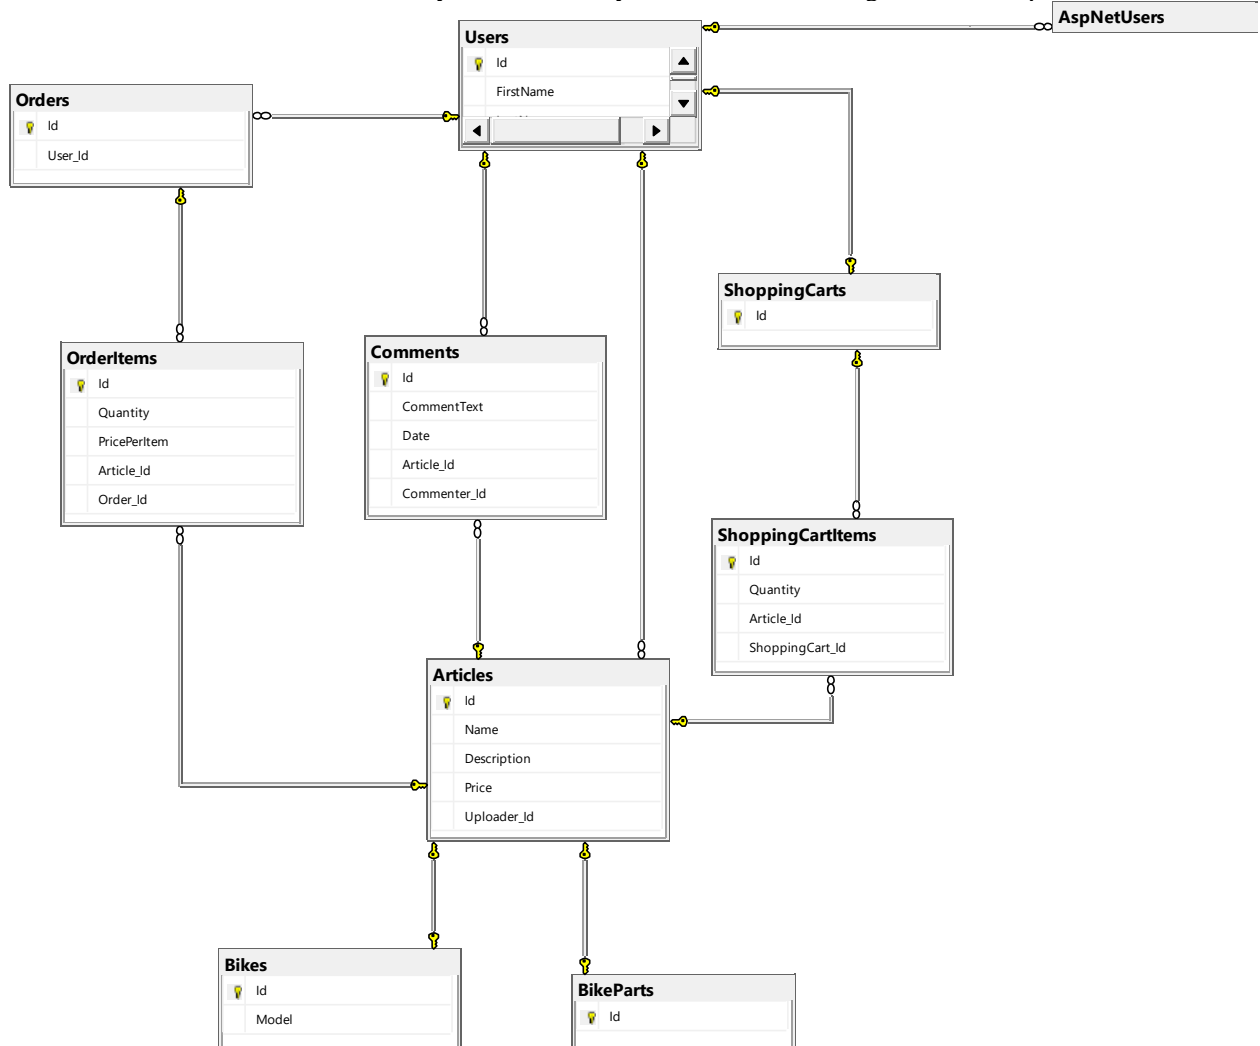 AspNetUsers
Users
Id
FirstName
Orders
Id
User_Id
ShoppingCarts
Id
OrderItems
Id
Quantity
PricePerItem
Article_Id
Order_Id
Comments
Id
CommentText
Date
Article_Id
Commenter_Id
ShoppingCartItems
Id
Quantity
Article_Id
ShoppingCart_Id
Articles
Id
Name
Description
Price
Uploader_Id
Bikes
Id
Model
BikeParts
Id